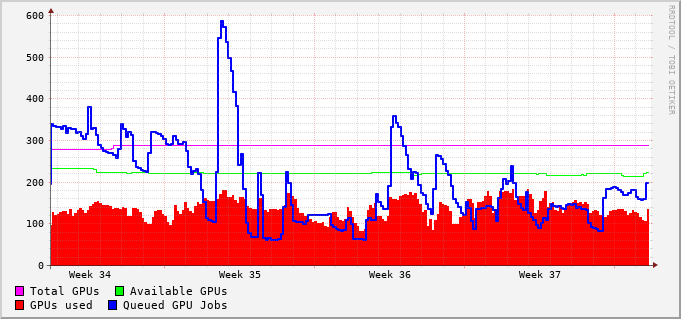 600
500
400
300
200
100
0
Week 34 Week 35 Week 36 Week 37
Total GPUs Available GPUs
GPUs used Queued GPU Jobs
RRDTOOL / TOBI OETIKER